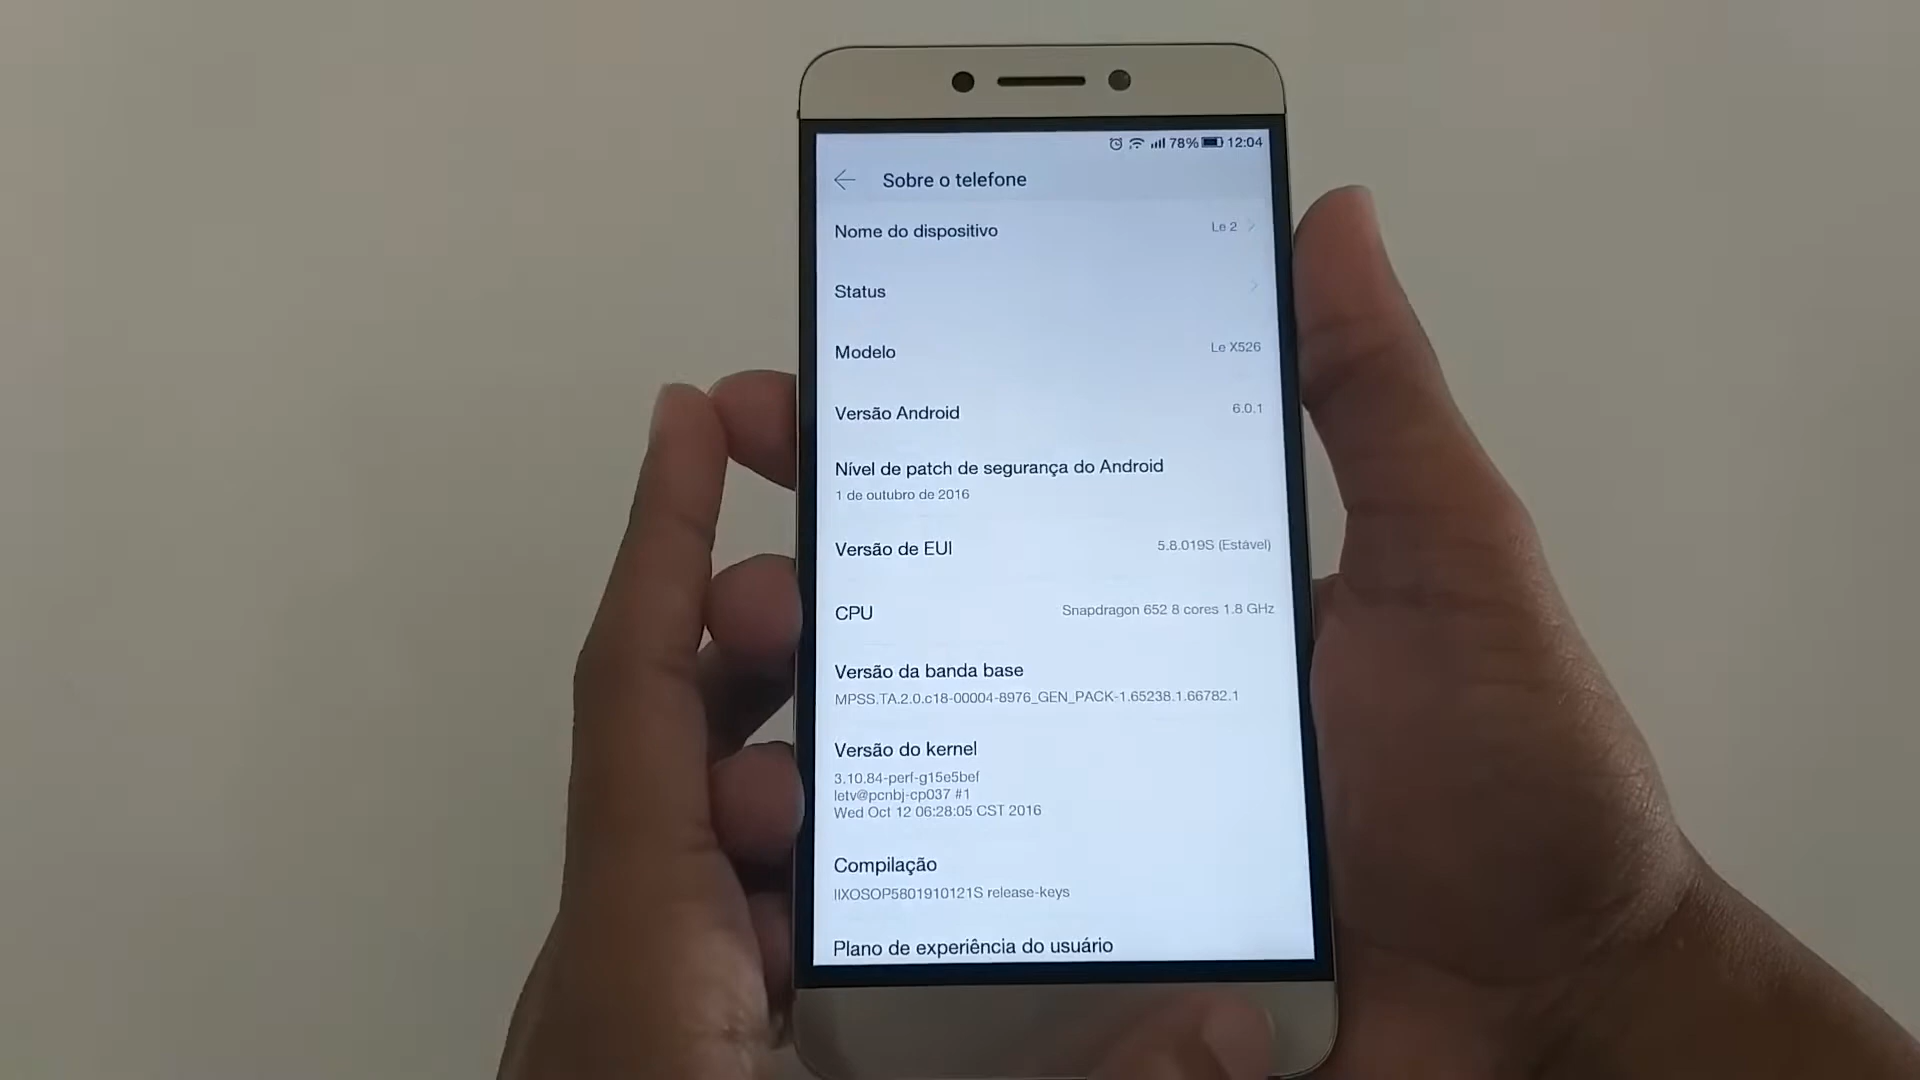 78% 12:04
Sobre o telefone
Nome do dispositivo Le 2
Status
Modelo Le X526
Versão Android 6.0.1
Nível de patch de segurança do Android
1 de outubro de 2016
Versão de EUI 5.8.019S (Estável)
CPU Snapdragon 652 8 cores 1.8 GHz
Versão da banda base
MPSS.TA.2.0.c18-00004-8976_GEN_PACK-1.65238.1.66782.1
Versão do kernel
3.10.84-perf-g15e5bef
letv@pcnbj-cp037 #1
Wed Oct 12 06:28:05 CST 2016
Compilação
IIXOSOP5801910121S release-keys
Plano de experiência do usuário